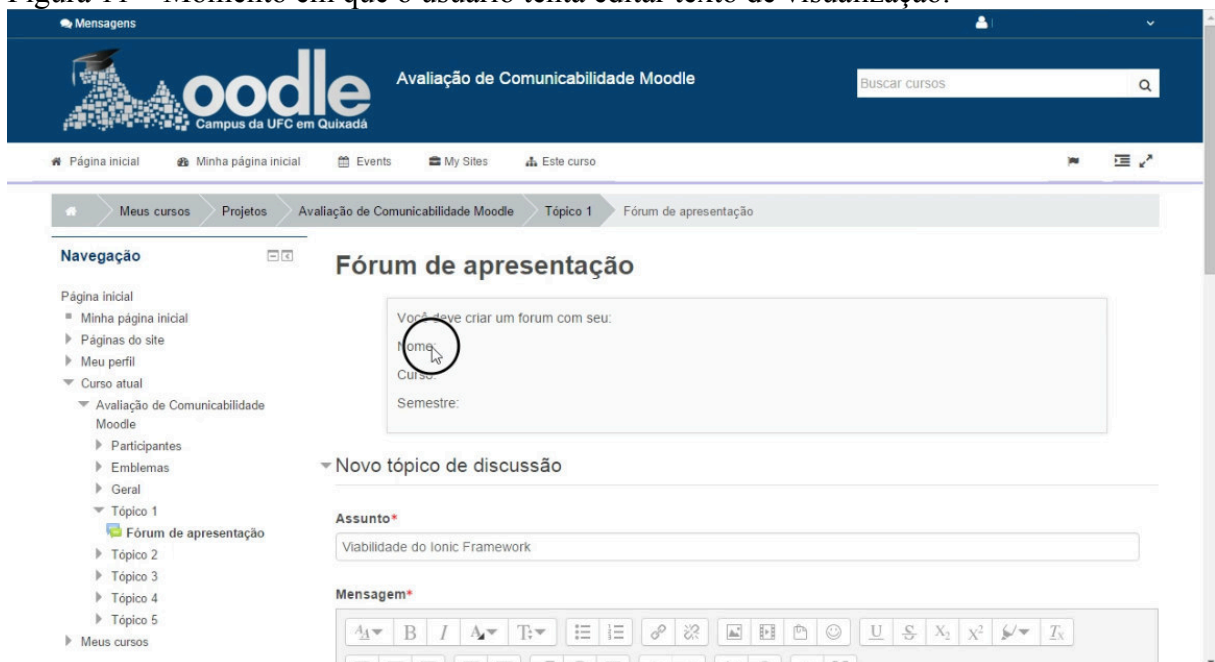 Figura 11 – Momento em que o usuário tenta editar texto de visualização.
Mensagens
oodle
Campus da UFC em Quixadá
Avaliação de Comunicabilidade Moodle
Buscar cursos
Página inicial Minha página inicial Events My Sites Este curso
Meus cursos Projetos Avaliação de Comunicabilidade Moodle Tópico 1 Fórum de apresentação
Navegação
Página inicial
Minha página inicial
Páginas do site
Meu perfil
Curso atual
Avaliação de Comunicabilidade
Moodle
Participantes
Emblemas
Geral
Tópico 1
Fórum de apresentação
Tópico 2
Tópico 3
Tópico 4
Tópico 5
Meus cursos
Fórum de apresentação
Você deve criar um forum com seu:
Nome:
Curso:
Semestre:
Novo tópico de discussão
Assunto*
Viabilidade do Ionic Framework
Mensagem*